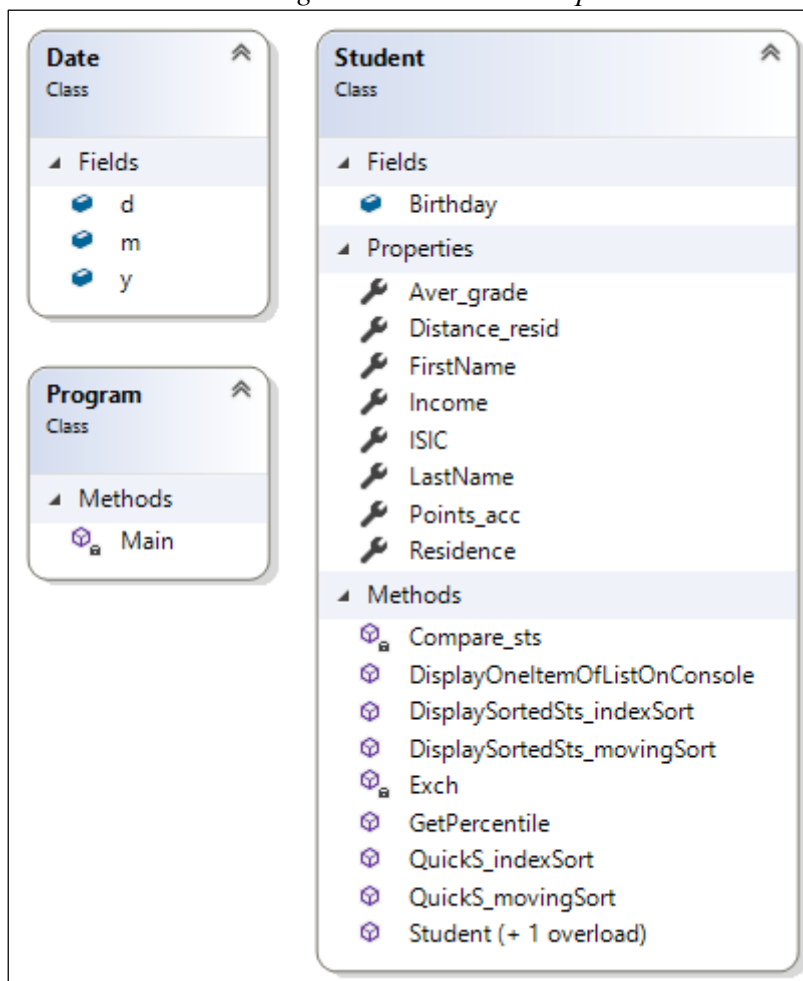 Date
Class
Fields
d
m
y
Program
Class
Methods
Main
Student
Class
Fields
Birthday
Properties
Aver_grade
Distance_resid
FirstName
Income
ISIC
LastName
Points_acc
Residence
Methods
Compare_sts
DisplayOneItemOfListOnConsole
DisplaySortedSts_indexSort
DisplaySortedSts_movingSort
Exch
GetPercentile
QuickS_indexSort
QuickS_movingSort
Student (+ 1 overload)